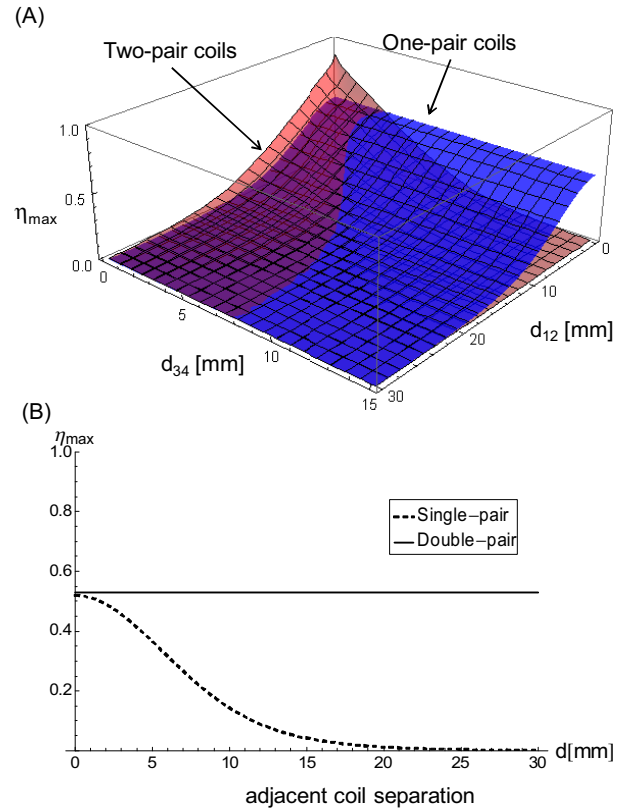 (A)
Two-pair coils
One-pair coils
1.0
0.5
ηmax
0.0
0
5
10
15
d34 [mm]
0
10
20
30
d12 [mm]
(B)
ηmax
1.0
0.8
0.6
0.4
0.2
Single−pair
Double−pair
0 5 10 15 20 25 30 d[mm]
adjacent coil separation